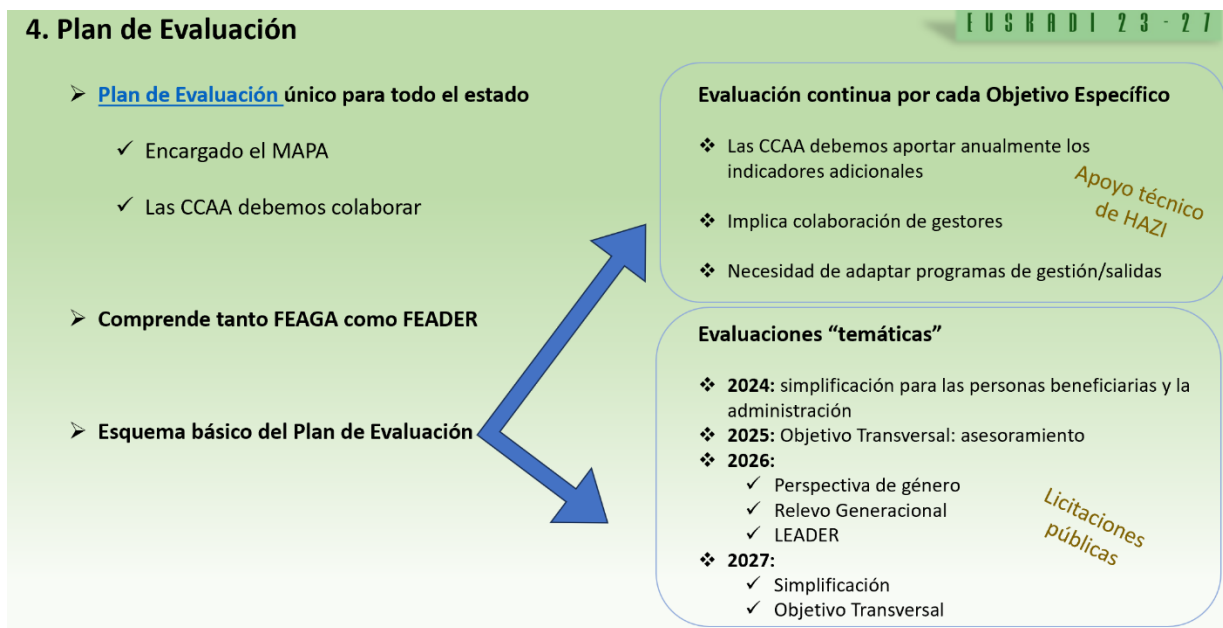 4. Plan de Evaluación
EUSKADI 23-27
➢ Plan de Evaluación único para todo el estado
✓ Encargado el MAPA
✓ Las CCAA debemos colaborar
➢ Comprende tanto FEAGA como FEADER
➢ Esquema básico del Plan de Evaluación
Evaluación continua por cada Objetivo Específico
❖ Las CCAA debemos aportar anualmente los
indicadores adicionales
❖ Implica colaboración de gestores
❖ Necesidad de adaptar programas de gestión/salidas
Apoyo técnico
de HAZI
Evaluaciones “temáticas”
❖ 2024: simplificación para las personas beneficiarias y la
administración
❖ 2025: Objetivo Transversal: asesoramiento
❖ 2026:
✓ Perspectiva de género
✓ Relevo Generacional
✓ LEADER
❖ 2027:
✓ Simplificación
✓ Objetivo Transversal
Licitaciones
públicas